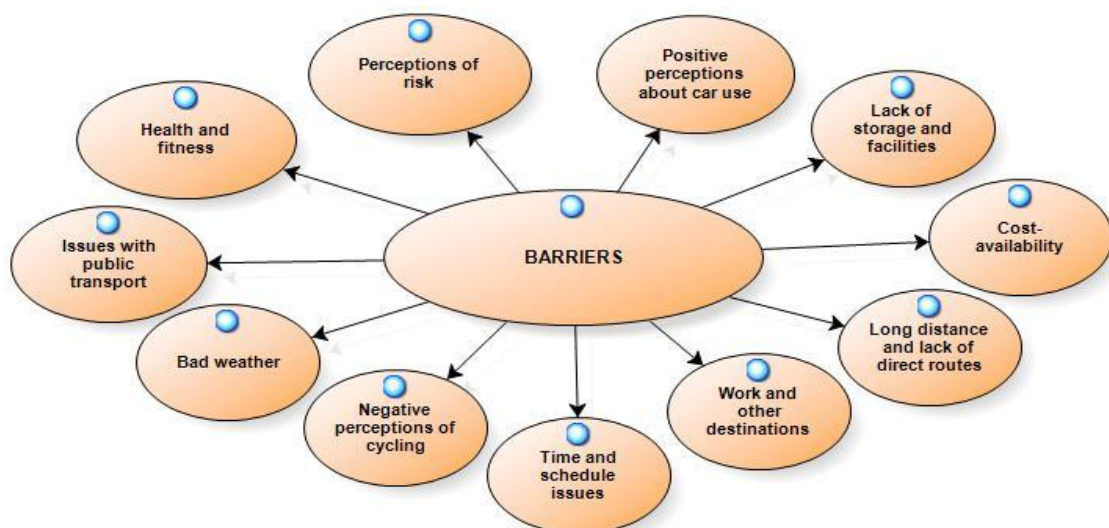 Perceptions of
risk
Positive
perceptions
about car use
Lack of
storage and
facilities
Health and
fitness
Cost-
availability
Issues with
public
transport
BARRIERS
Long distance
and lack of
direct routes
Bad weather
Work and
other
destinations
Negative
perceptions of
cycling
Time and
schedule
issues